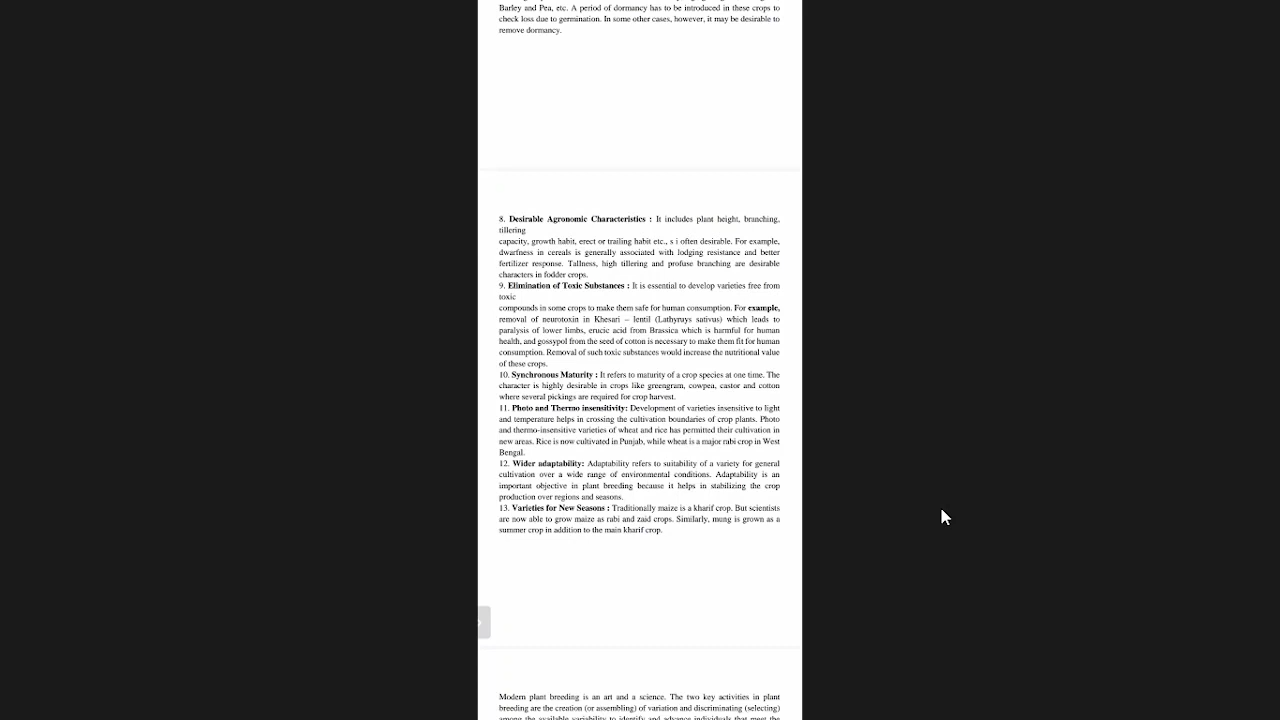 Barley and Pea, etc. A period of dormancy has to be introduced in these crops to
check loss due to germination. In some other cases, however, it may be desirable to
remove dormancy.
8. Desirable Agronomic Characteristics : It includes plant height, branching,
tillering
capacity, growth habit, erect or trailing habit etc., s i often desirable. For example,
dwarfness in cereals is generally associated with lodging resistance and better
fertilizer response. Tallness, high tillering and profuse branching are desirable
characters in fodder crops.
9. Elimination of Toxic Substances : It is essential to develop varieties free from
toxic
compounds in some crops to make them safe for human consumption. For example,
removal of neurotoxin in Khesari – lentil (Lathyruys sativus) which leads to
paralysis of lower limbs, erucic acid from Brassica which is harmful for human
health, and gossypol from the seed of cotton is necessary to make them fit for human
consumption. Removal of such toxic substances would increase the nutritional value
of these crops.
10. Synchronous Maturity : It refers to maturity of a crop species at one time. The
character is highly desirable in crops like greengram, cowpea, castor and cotton
where several pickings are required for crop harvest.
11. Photo and Thermo insensitivity: Development of varieties insensitive to light
and temperature helps in crossing the cultivation boundaries of crop plants. Photo
and thermo-insensitive varieties of wheat and rice has permitted their cultivation in
new areas. Rice is now cultivated in Punjab, while wheat is a major rabi crop in West
Bengal.
12. Wider adaptability: Adaptability refers to suitability of a variety for general
cultivation over a wide range of environmental conditions. Adaptability is an
important objective in plant breeding because it helps in stabilizing the crop
production over regions and seasons.
13. Varieties for New Seasons : Traditionally maize is a kharif crop. But scientists
are now able to grow maize as rabi and zaid crops. Similarly, mung is grown as a
summer crop in addition to the main kharif crop.
Modern plant breeding is an art and a science. The two key activities in plant
breeding are the creation (or assembling) of variation and discriminating (selecting)
among the available variability to identify and advance individuals that meet the